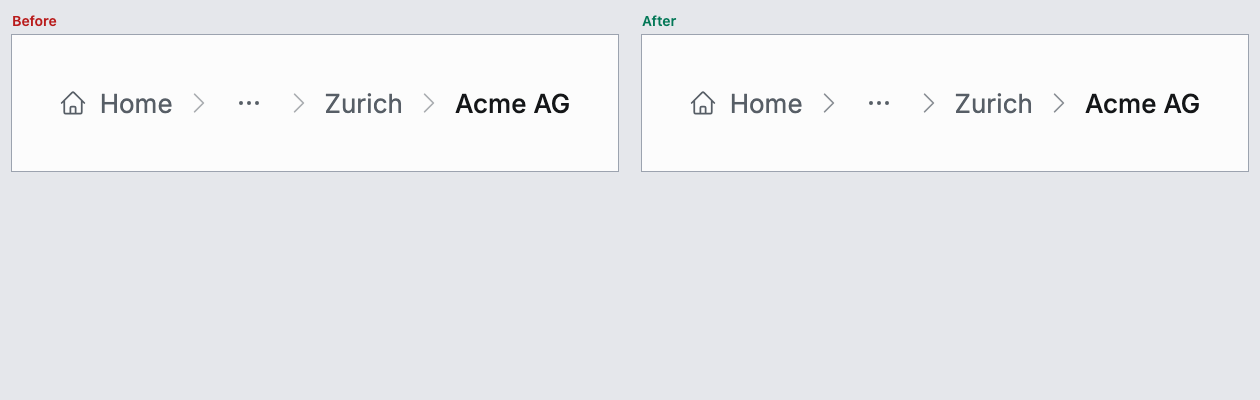 Before
After
Home > ... > Zurich > Acme AG
Home > ... > Zurich > Acme AG